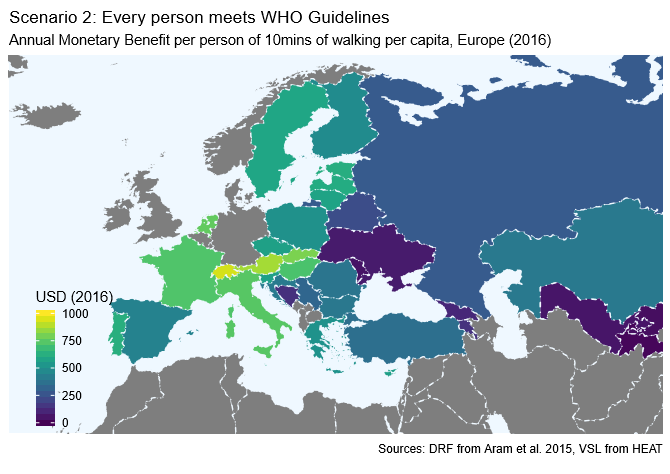 Scenario 2: Every person meets WHO Guidelines
Annual Monetary Benefit per person of 10mins of walking per capita, Europe (2016)
USD (2016)
1000
750
500
250
0
Sources: DRF from Aram et al. 2015, VSL from HEAT